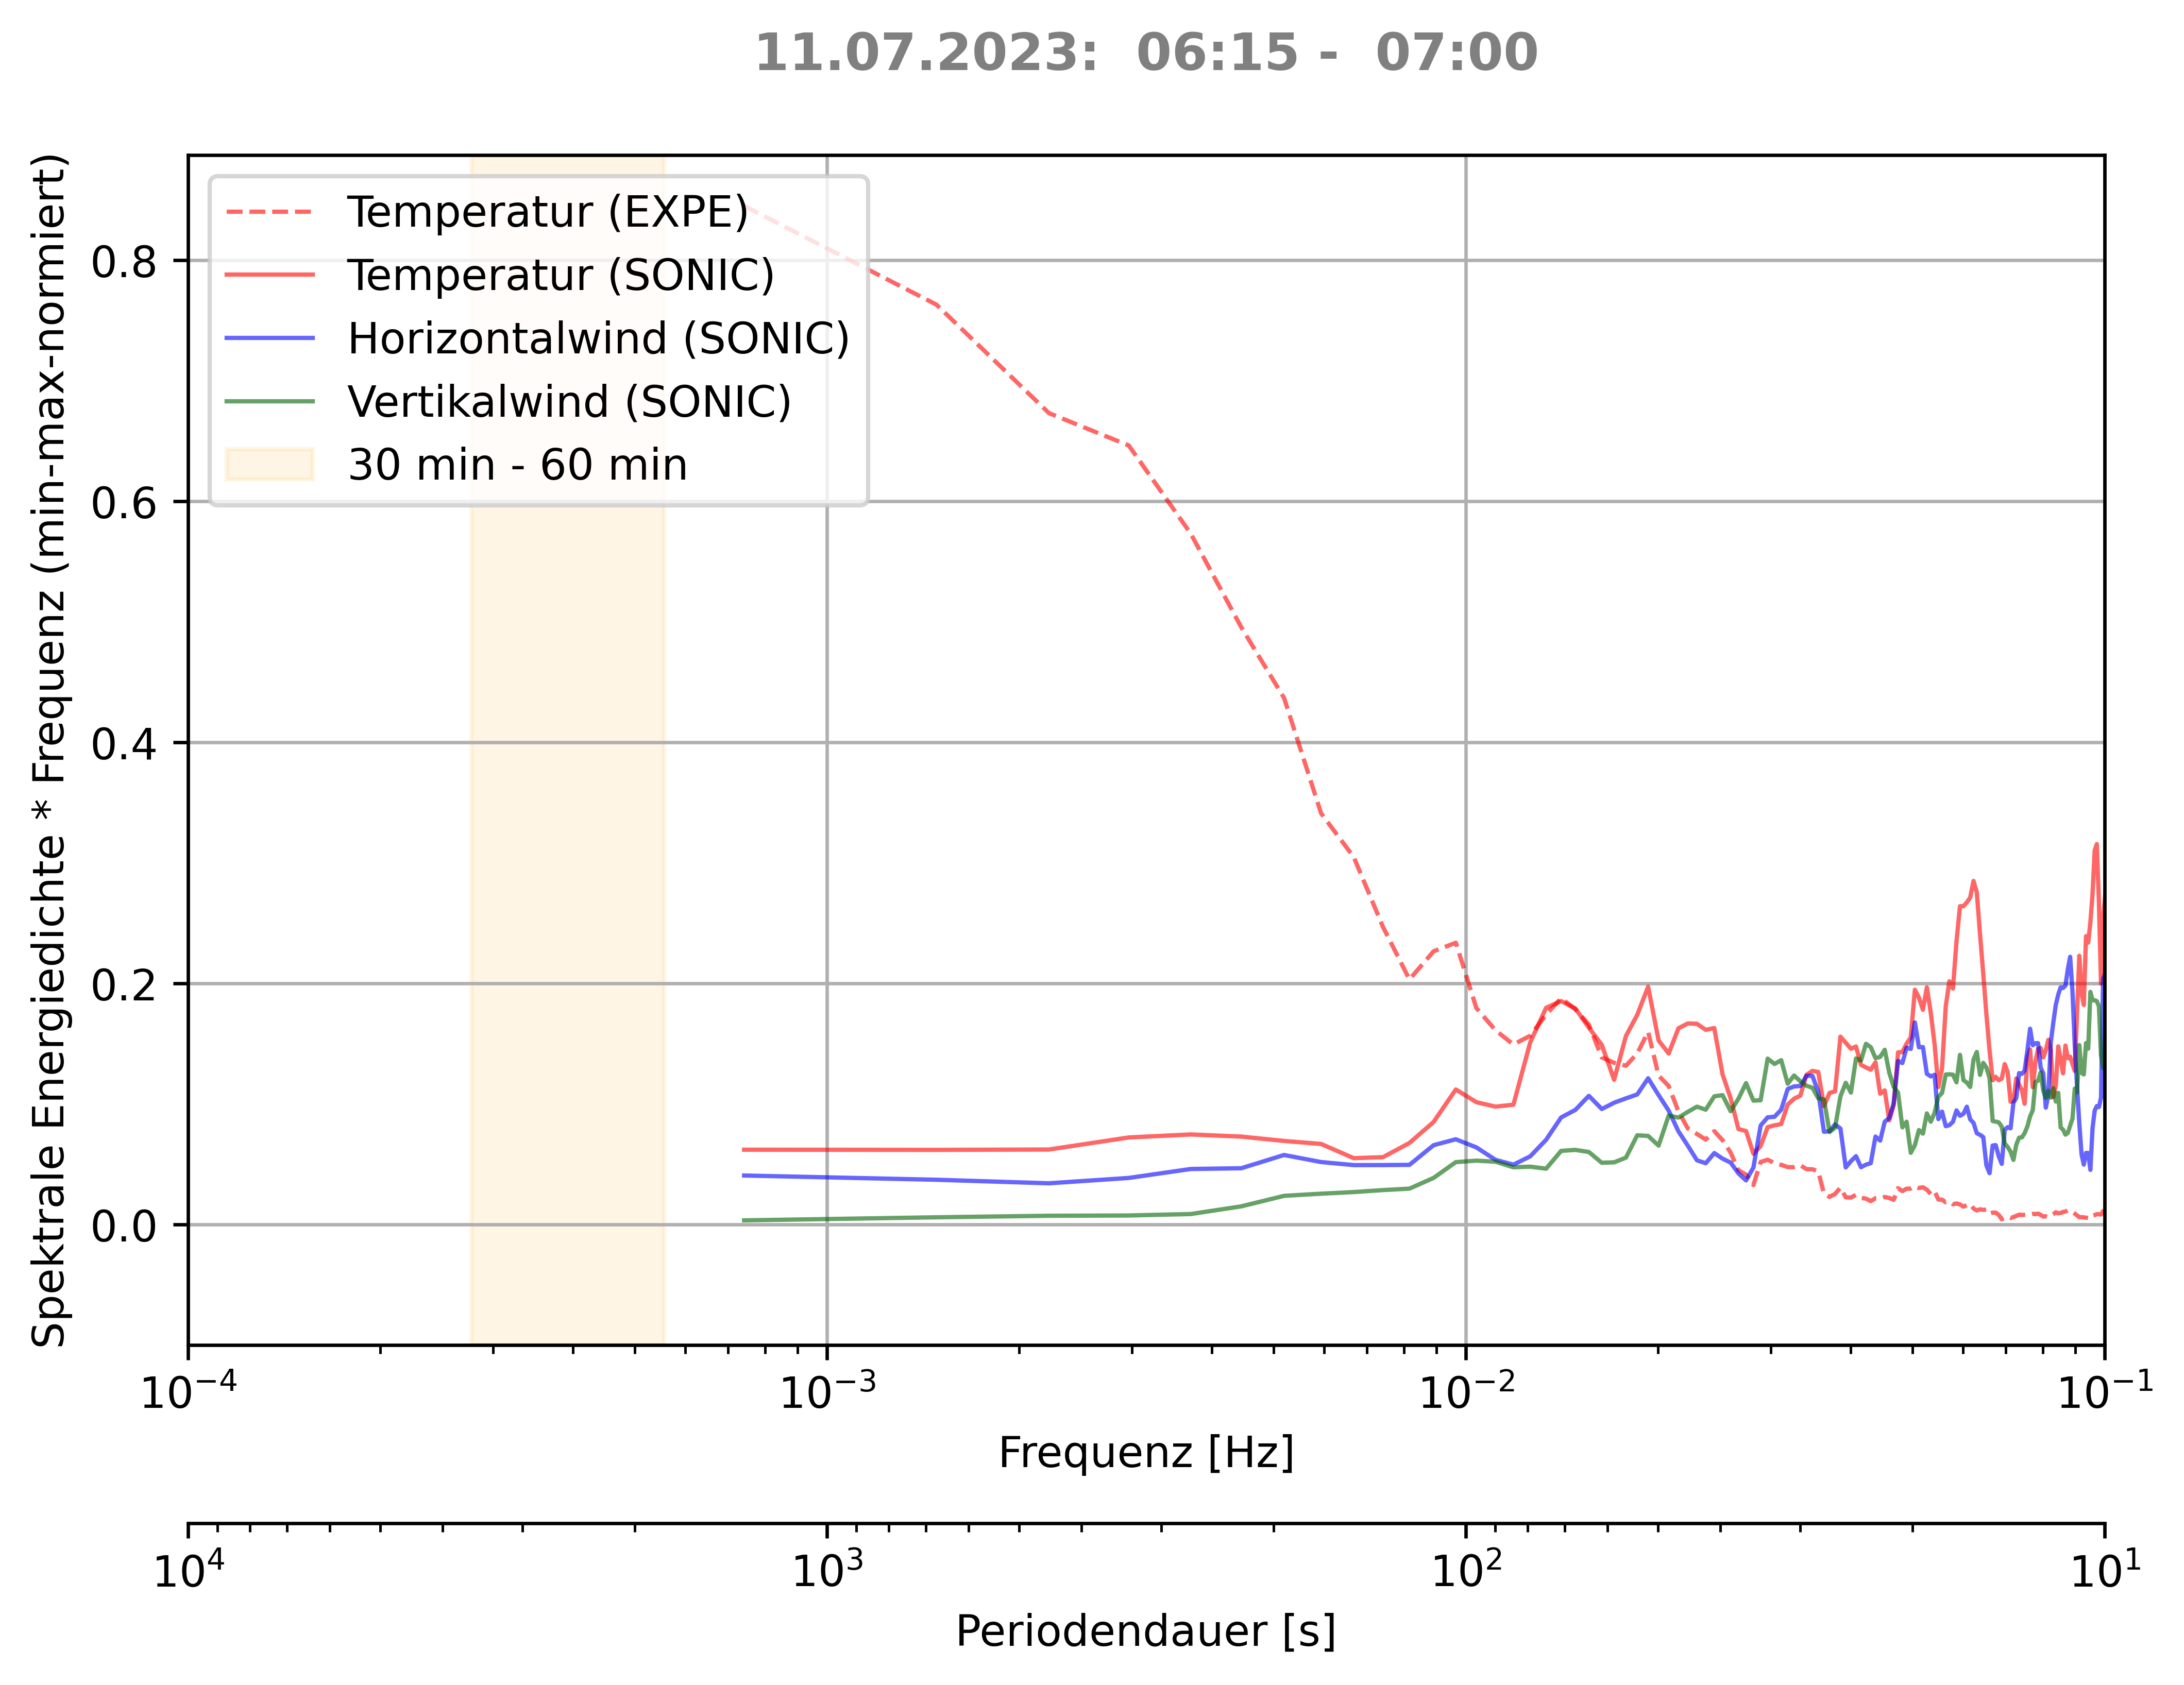 11.07.2023:  06:15 -  07:00
Spektrale Energiedichte * Frequenz (min-max-normiert)
Temperatur (EXPE)
Temperatur (SONIC)
Horizontalwind (SONIC)
Vertikalwind (SONIC)
30 min - 60 min
0.8
0.6
0.4
0.2
0.0
10⁻⁴ 10⁻³ 10⁻² 10⁻¹
Frequenz [Hz]
10⁴ 10³ 10² 10¹
Periodendauer [s]